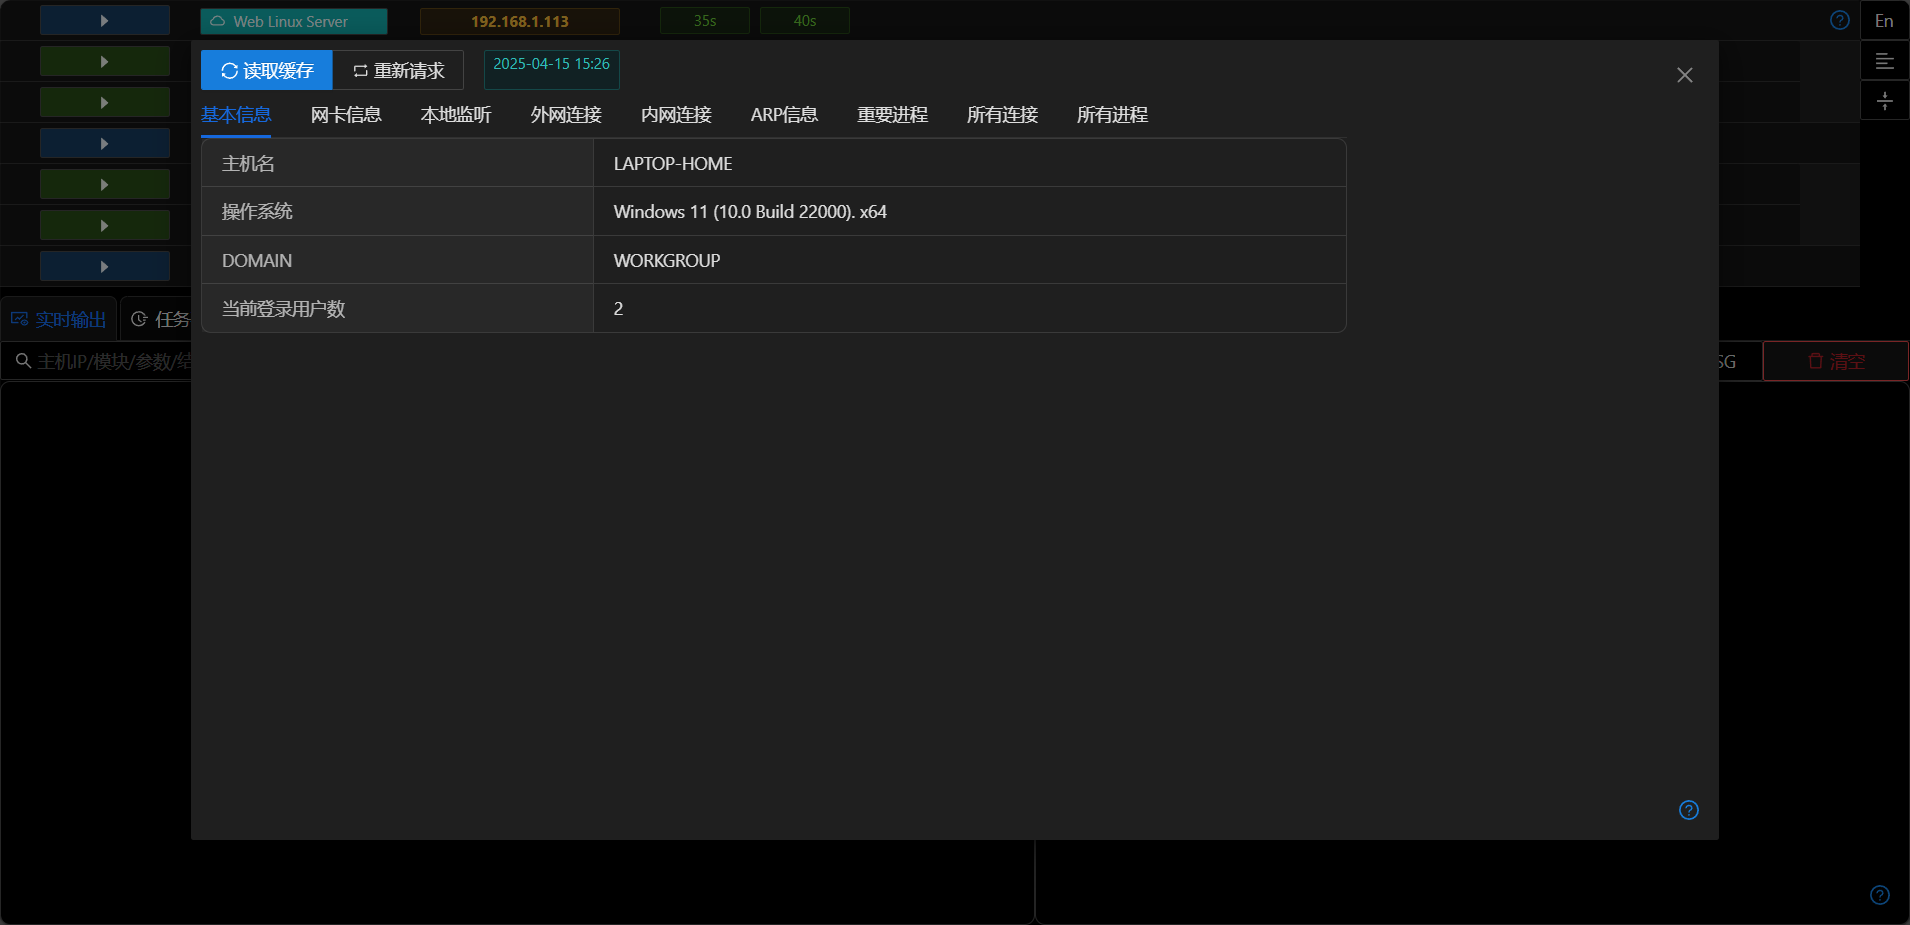 Web Linux Server 192.168.1.113 35s 40s En
读取缓存 重新请求 2025-04-15 15:26
基本信息 网卡信息 本地监听 外网连接 内网连接 ARP信息 重要进程 所有连接 所有进程
主机名 LAPTOP-HOME
操作系统 Windows 11 (10.0 Build 22000). x64
DOMAIN WORKGROUP
当前登录用户数 2
实时输出 任务
主机IP/模块/参数/结 SG 清空